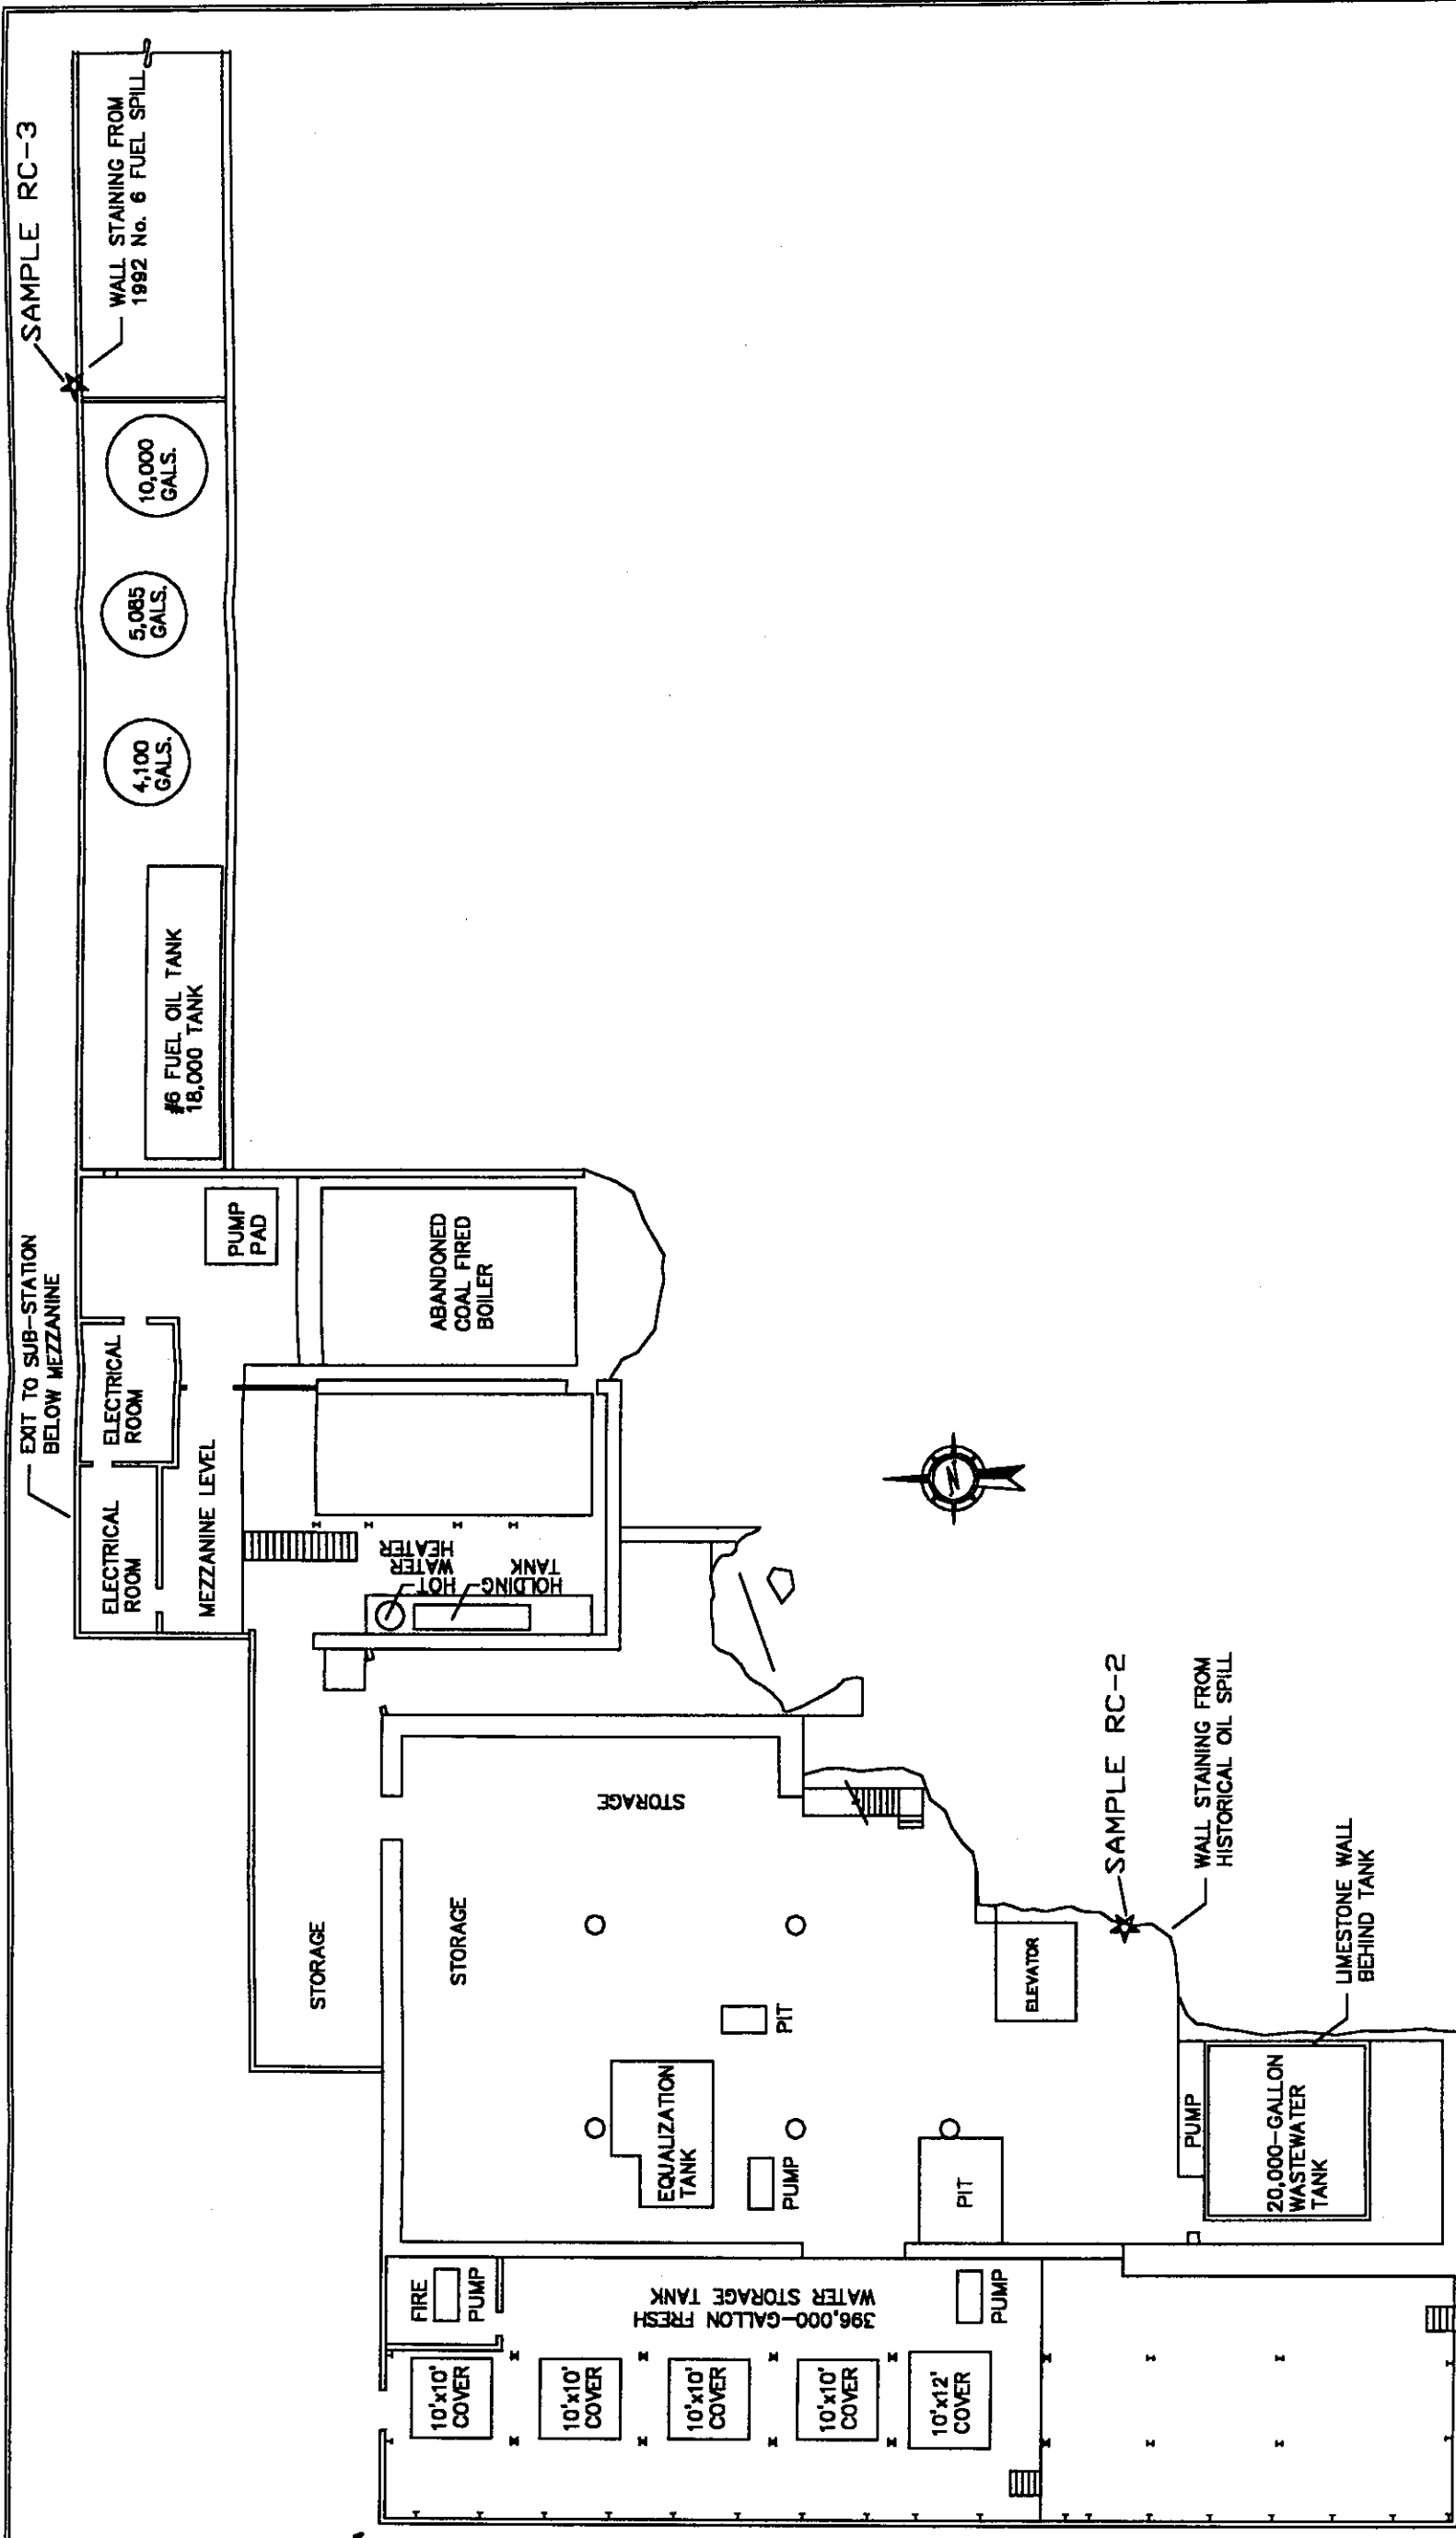 SAMPLE RC-3
WALL STAINING FROM
1992 No. 6 FUEL SPILL
10,000
GALS.
5,085
GALS.
4,100
GALS.
#6 FUEL OIL TANK
18,000 TANK
EXIT TO SUB-STATION
BELOW MEZZANINE
PUMP
PAD
ABANDONED
COAL FIRED
BOILER
ELECTRICAL
ROOM
ELECTRICAL
ROOM
MEZZANINE LEVEL
HOT WATER
HEATER
HOLDING
TANK
N
STORAGE
STORAGE
STORAGE
PIT
EQUALIZATION
TANK
PUMP
PIT
ELEVATOR
SAMPLE RC-2
WALL STAINING FROM
HISTORICAL OIL SPILL
LIMESTONE WALL
BEHIND TANK
PUMP
20,000-GALLON
WASTEWATER
TANK
FIRE
PUMP
396,000-GALLON FRESH
WATER STORAGE TANK
PUMP
10'x10'
COVER
10'x10'
COVER
10'x10'
COVER
10'x10'
COVER
10'x12'
COVER